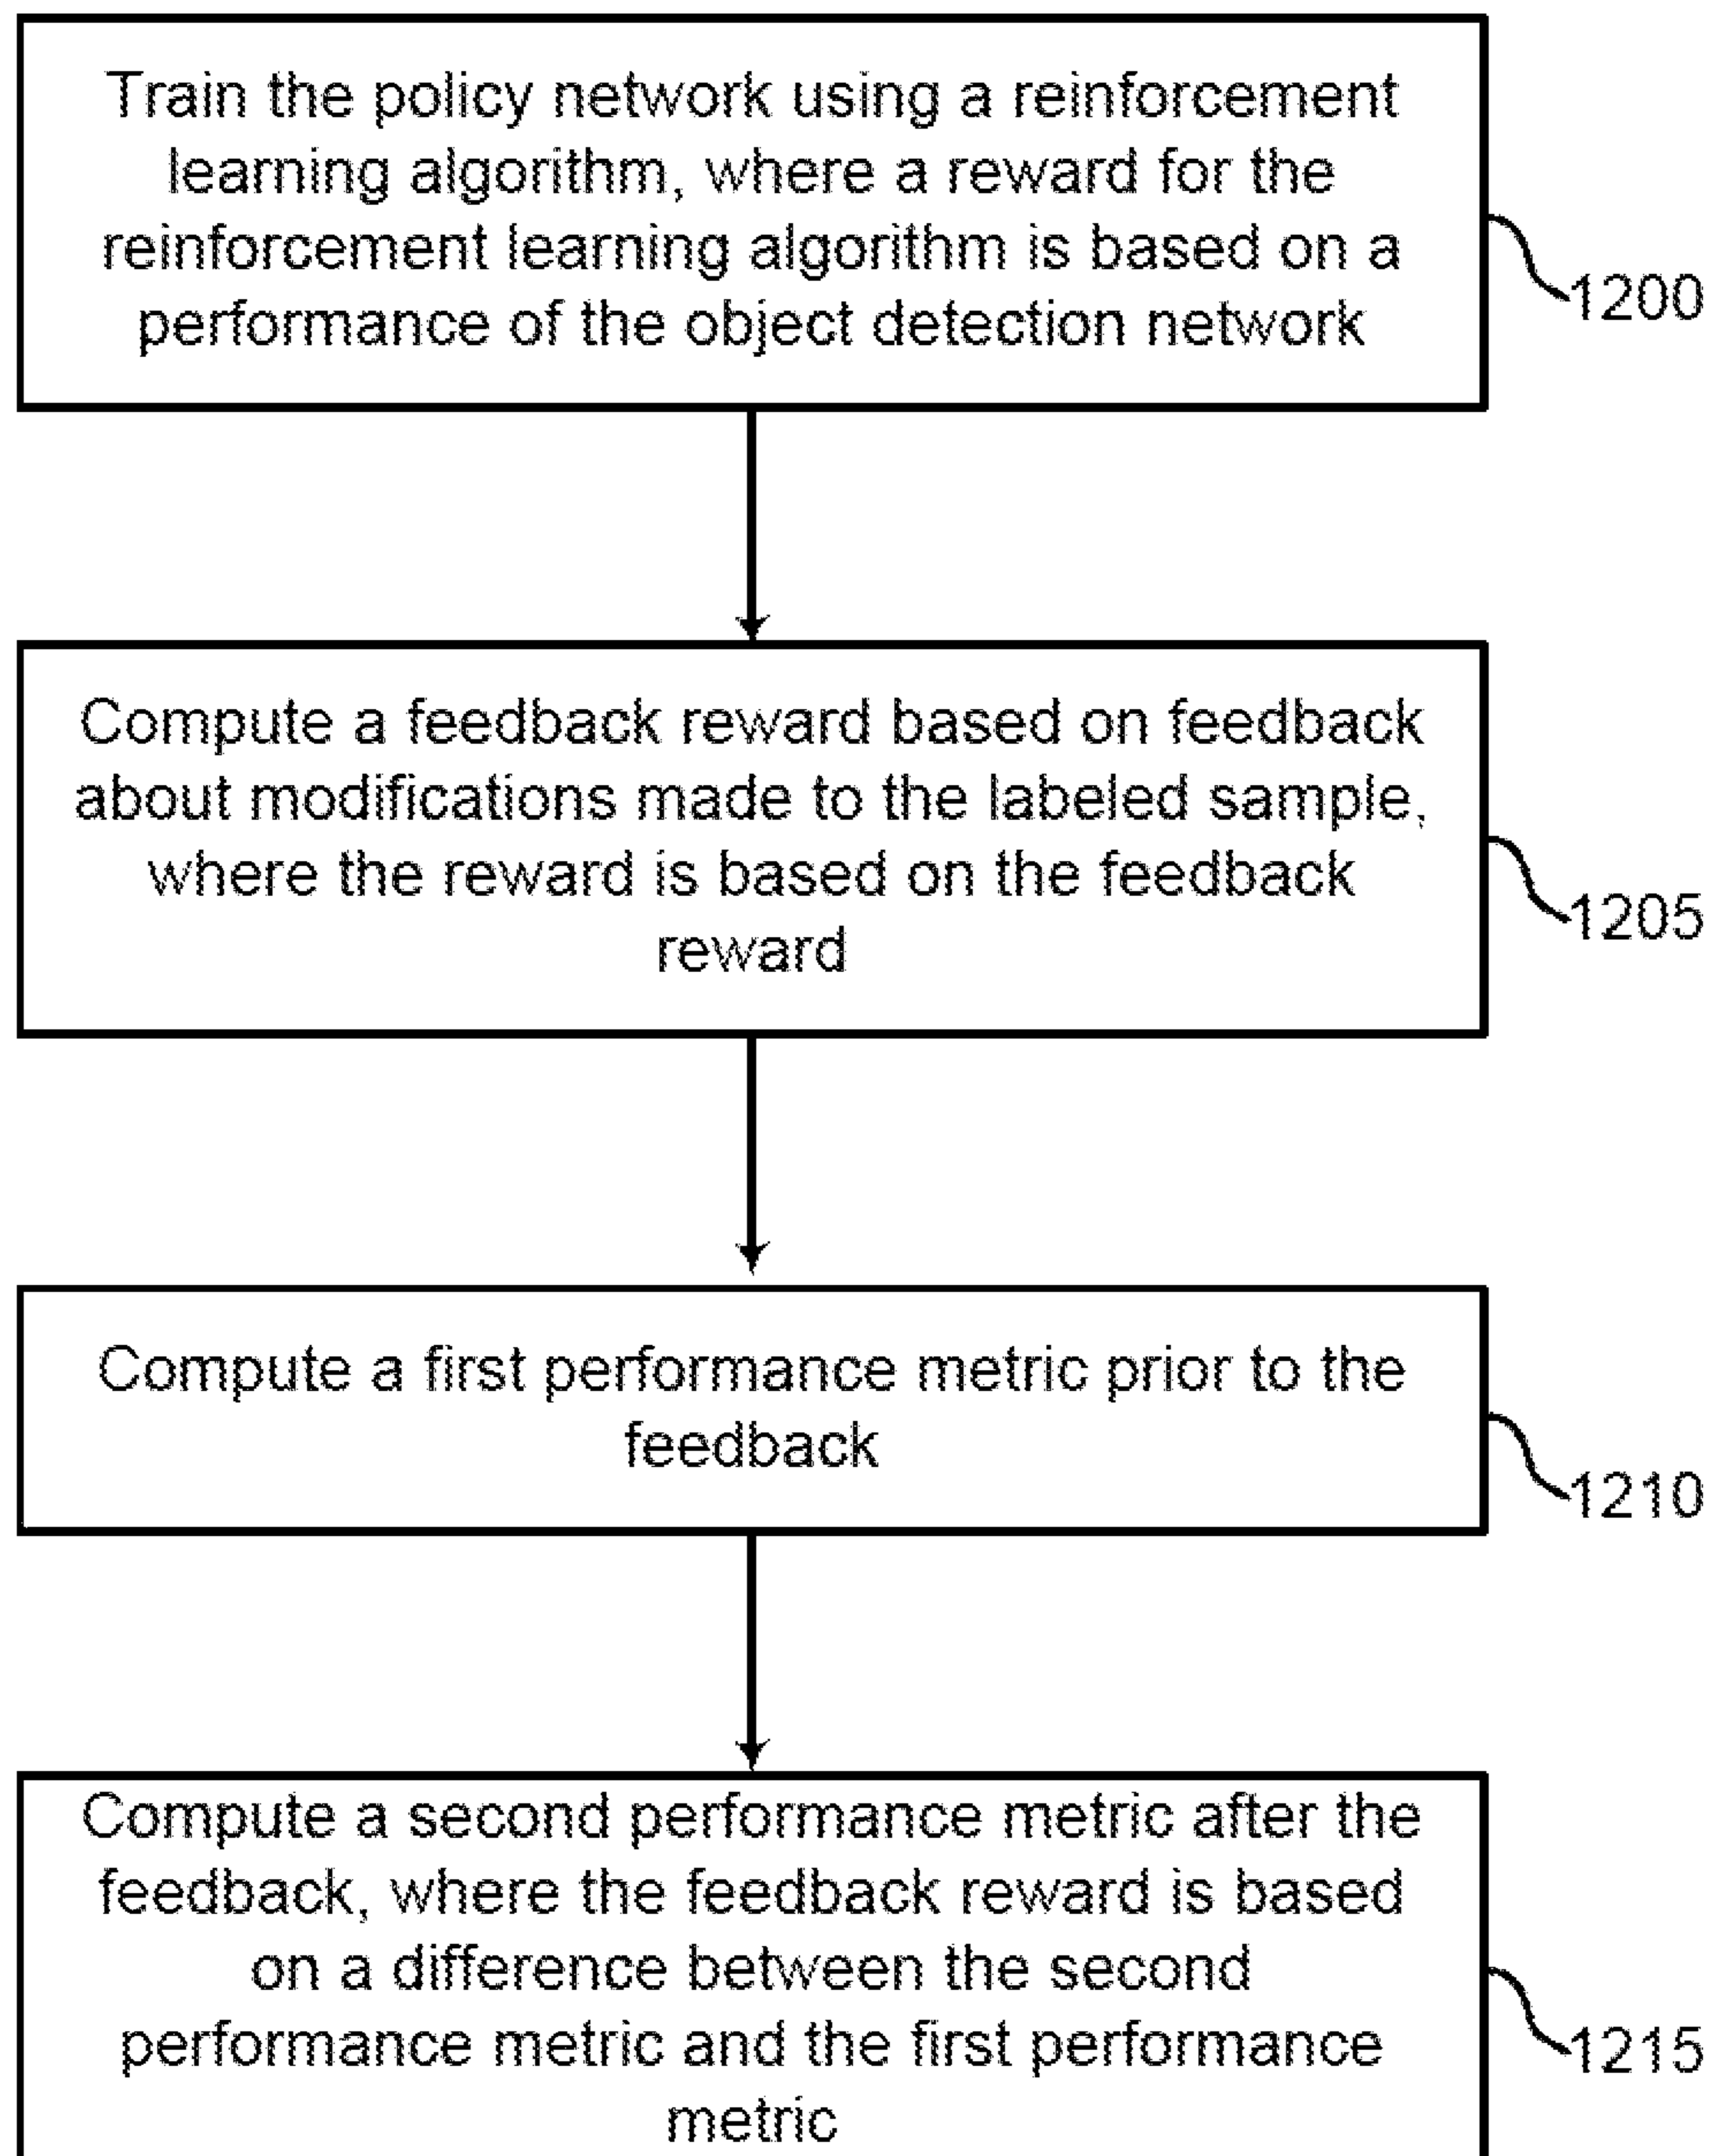 Train the policy network using a reinforcement
learning algorithm, where a reward for the
reinforcement learning algorithm is based on a
performance of the object detection network
1200
Compute a feedback reward based on feedback
about modifications made to the labeled sample,
where the reward is based on the feedback
reward
1205
Compute a first performance metric prior to the
feedback
1210
Compute a second performance metric after the
feedback, where the feedback reward is based
on a difference between the second
performance metric and the first performance
metric
1215